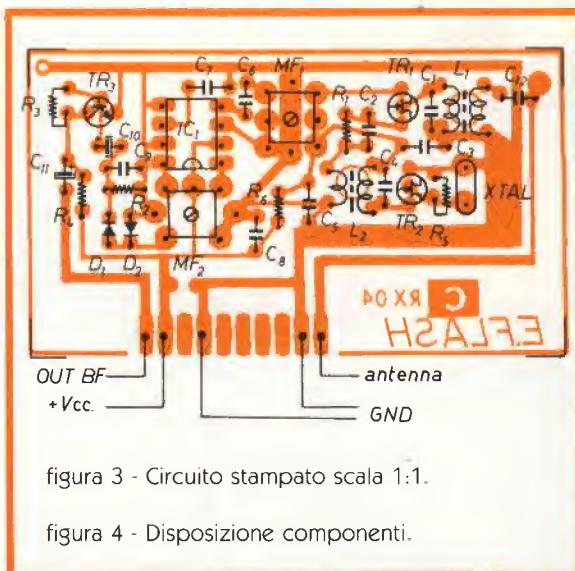 TR3
C7
C6
MF1
TR1
C1
L1
C12
R3
IC1
R1
C2
C10
C9
C4
C3
C11
R2
R6
XTAL
R4
C5
L2
TR2
R5
D1
D2
MF2
C8
C RX 04
E.FLASH
OUT BF
antenna
+Vcc.
GND
figura 3 - Circuito stampato scala 1:1.
figura 4 - Disposizione componenti.